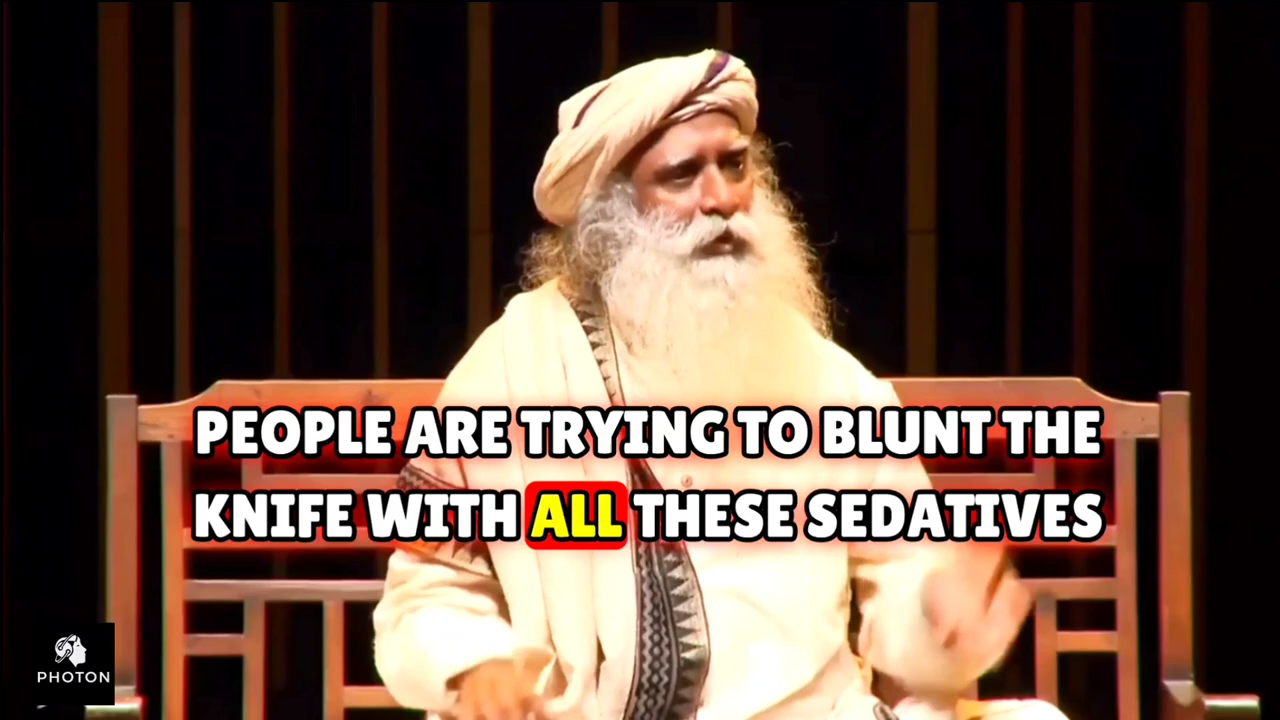 PEOPLE ARE TRYING TO BLUNT THE
KNIFE WITH ALL THESE SEDATIVES
PHOTON